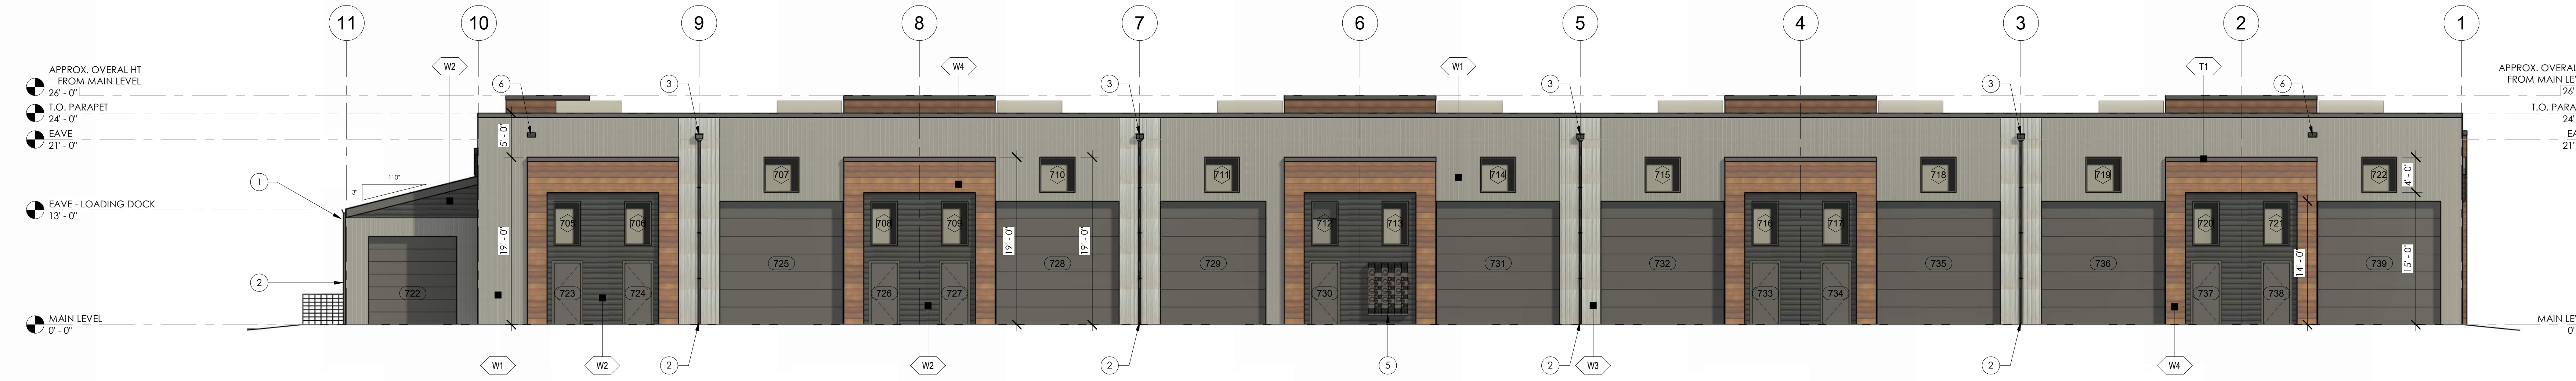 11 10 9 8 7 6 5 4 3 2 1
APPROX. OVERAL HT
FROM MAIN LEVEL
26' - 0"
T.O. PARAPET
24' - 0"
EAVE
21' - 0"
EAVE - LOADING DOCK
13' - 0"
MAIN LEVEL
0' - 0"
W2 W4 W1 T1
6 3 3 3 3 6
1
2
3"
1'-0"
5' - 0"
19' - 0"
19' - 0"
19' - 0"
4' - 0"
14' - 0"
15' - 0"
707 710 711 714 715 718 719 722
705 706 708 709 712 713 716 717 720 721
725 728 729 731 732 735 736 739
722 723 724 726 727 730 733 734 737 738
W1 W2 2 W2 2 5 2 W3 2 W4
APPROX. OVERAL
FROM MAIN LE
26'
T.O. PARA
24'
EA
21'
MAIN LE
0'